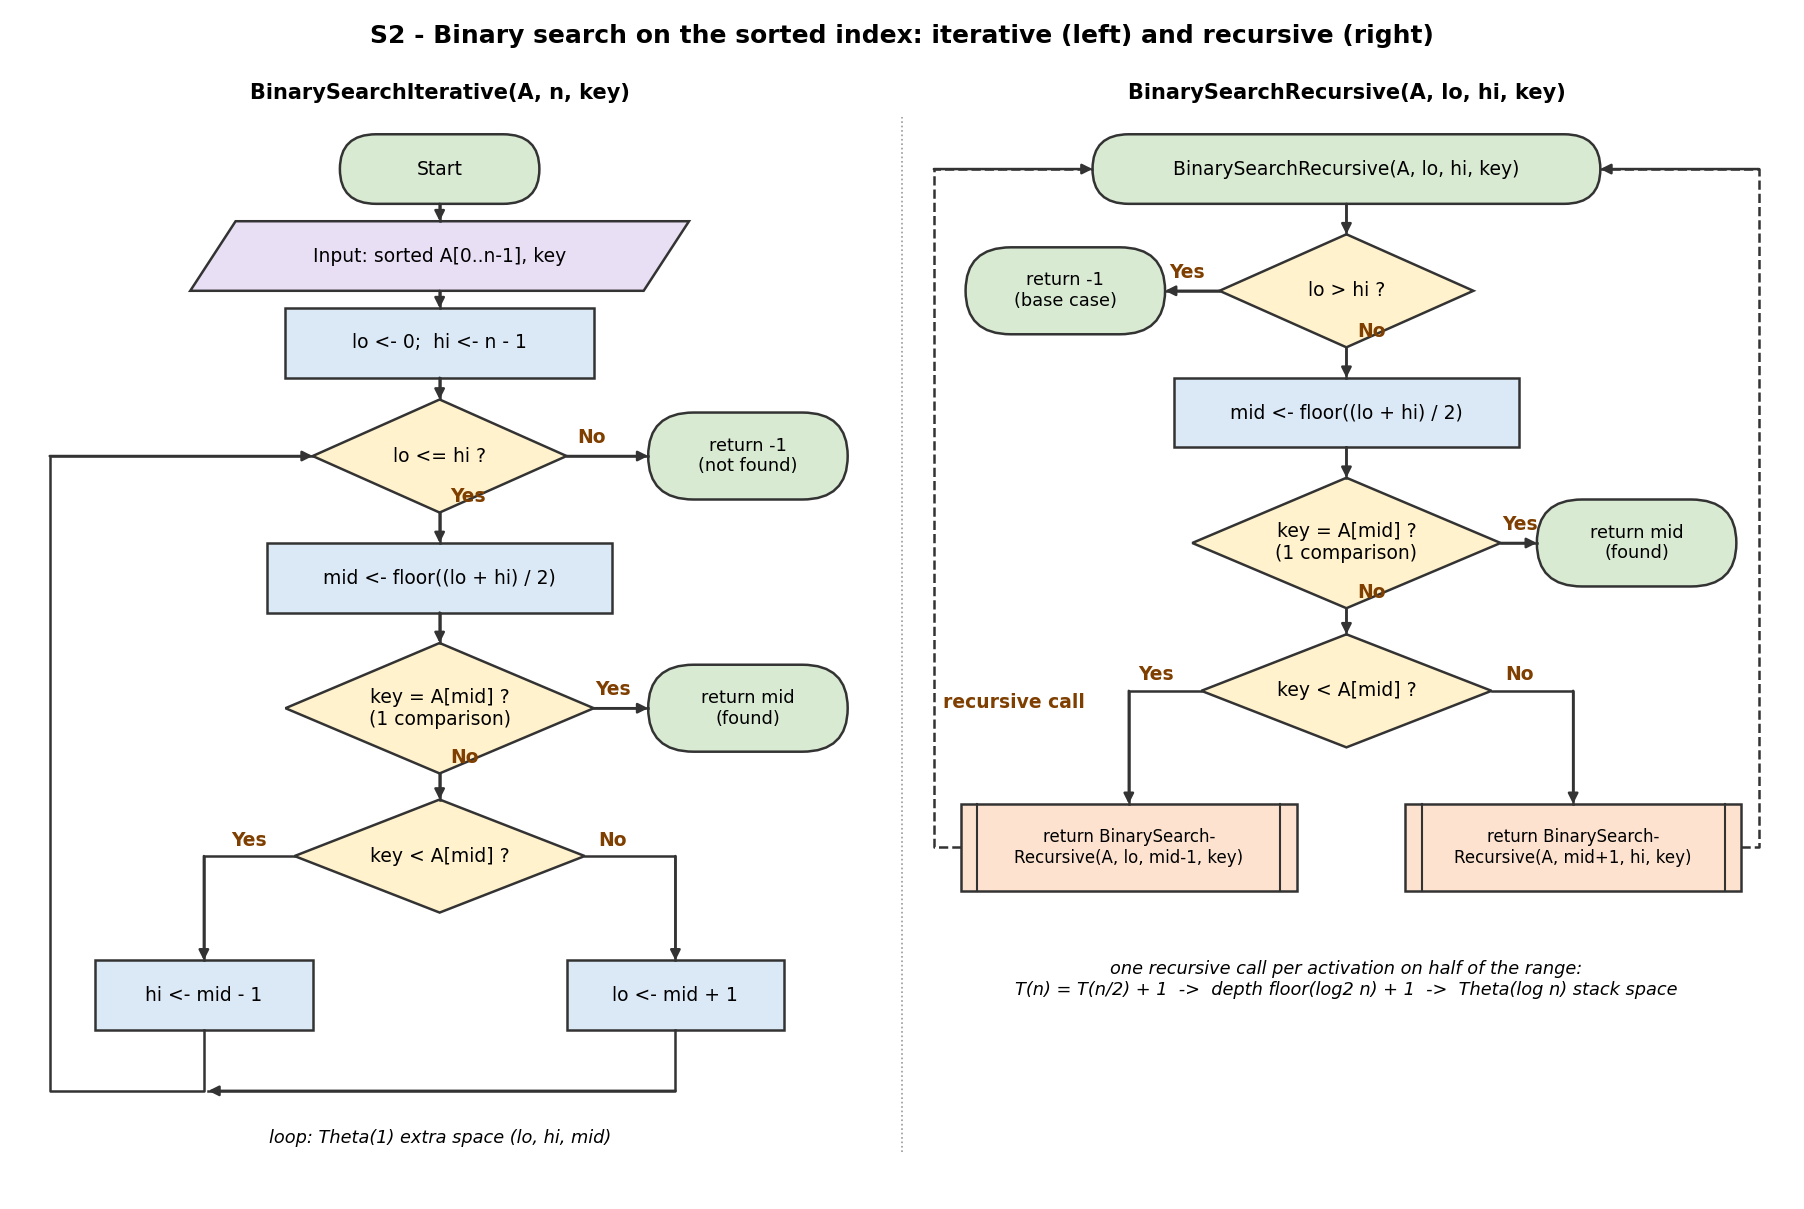 S2 - Binary search on the sorted index: iterative (left) and recursive (right)
BinarySearchIterative(A, n, key)
Start
Input: sorted A[0..n-1], key
lo <- 0;  hi <- n - 1
lo <= hi ?
No
return -1
(not found)
Yes
mid <- floor((lo + hi) / 2)
key = A[mid] ?
(1 comparison)
Yes
return mid
(found)
No
key < A[mid] ?
Yes
No
hi <- mid - 1
lo <- mid + 1
loop: Theta(1) extra space (lo, hi, mid)
BinarySearchRecursive(A, lo, hi, key)
BinarySearchRecursive(A, lo, hi, key)
lo > hi ?
Yes
return -1
(base case)
No
mid <- floor((lo + hi) / 2)
key = A[mid] ?
(1 comparison)
Yes
return mid
(found)
No
key < A[mid] ?
Yes
No
recursive call
return BinarySearch-
Recursive(A, lo, mid-1, key)
return BinarySearch-
Recursive(A, mid+1, hi, key)
one recursive call per activation on half of the range:
T(n) = T(n/2) + 1  ->  depth floor(log2 n) + 1  ->  Theta(log n) stack space